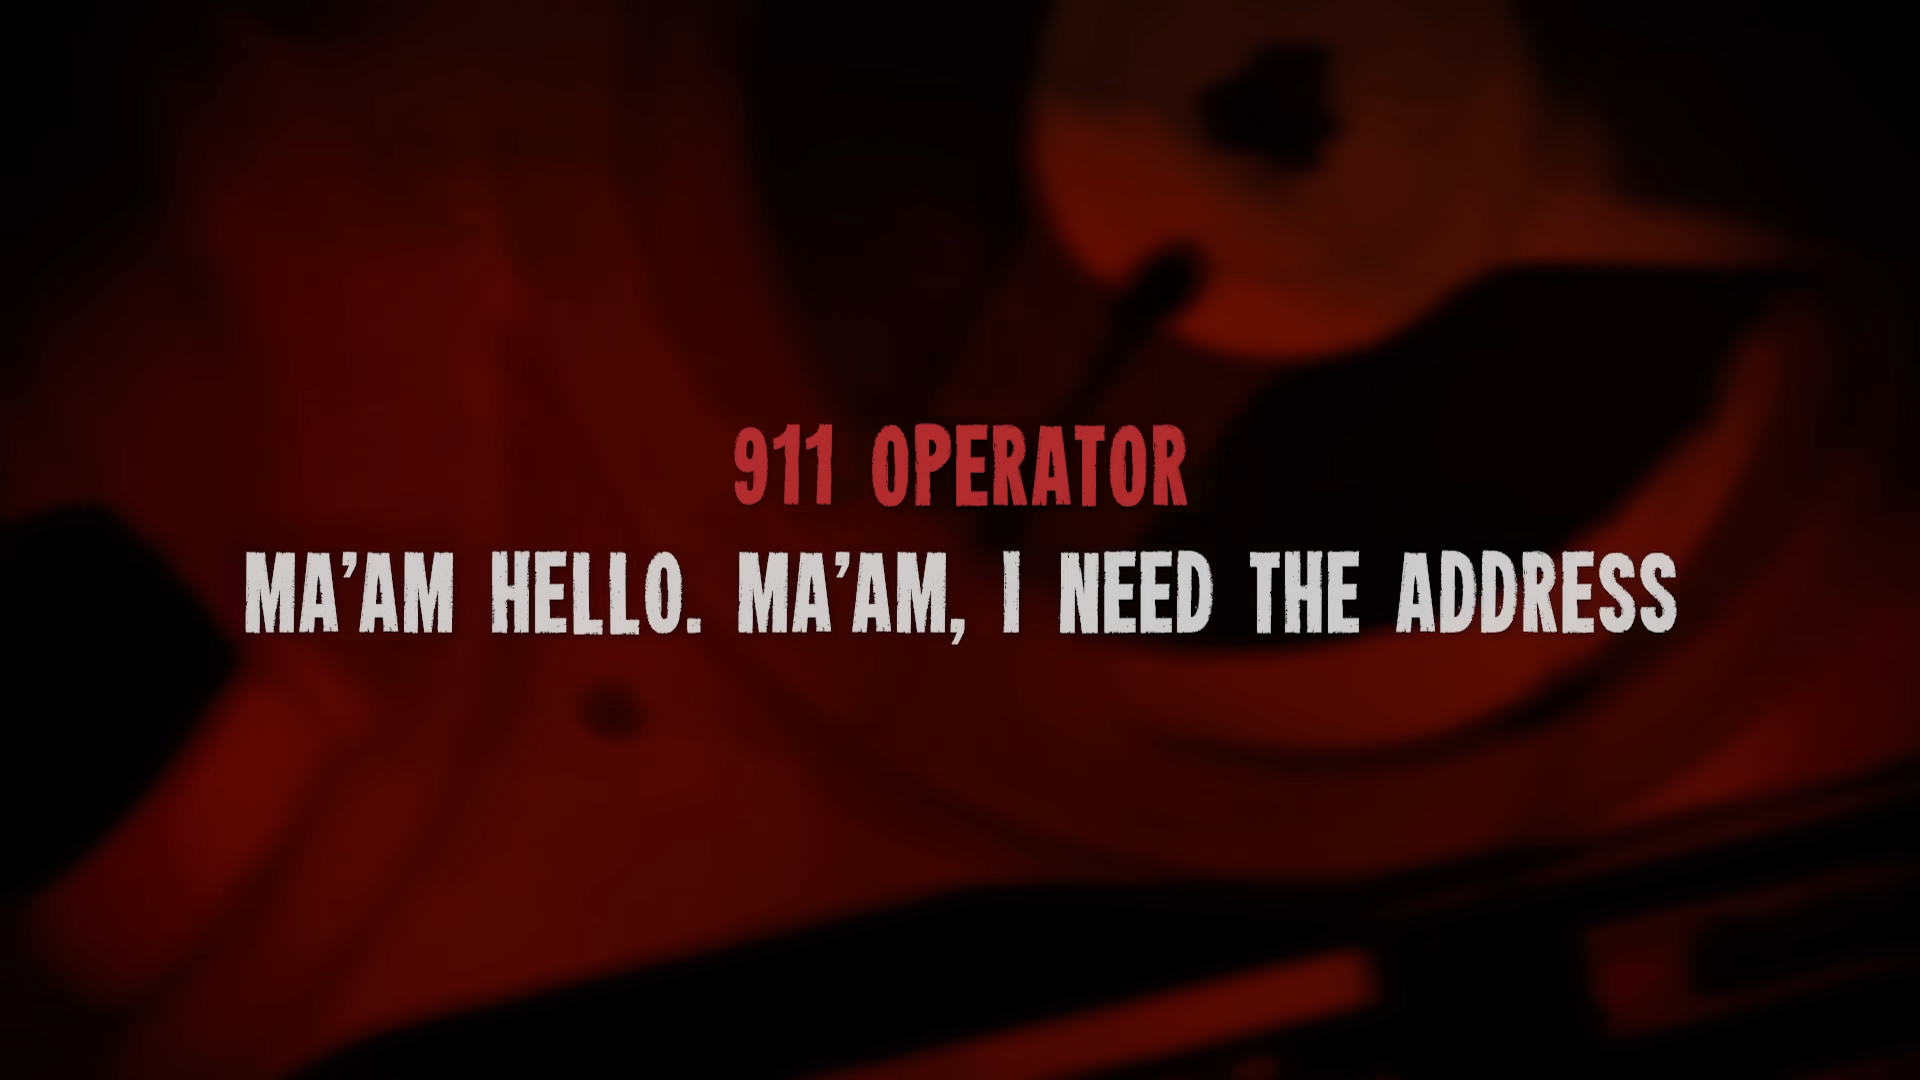 911 OPERATOR
MA'AM HELLO. MA'AM, I NEED THE ADDRESS